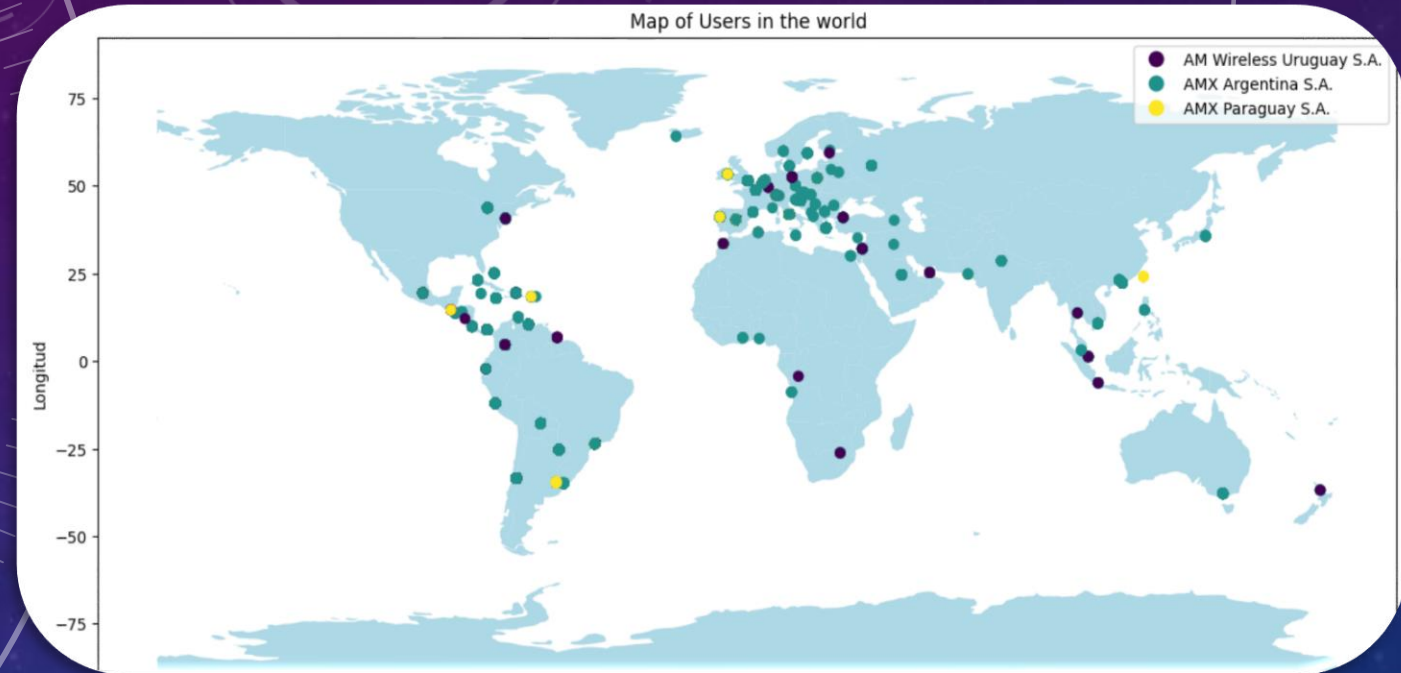 Map of Users in the world
AM Wireless Uruguay S.A.
AMX Argentina S.A.
AMX Paraguay S.A.
75
50
25
0
−25
−50
−75
Longitud